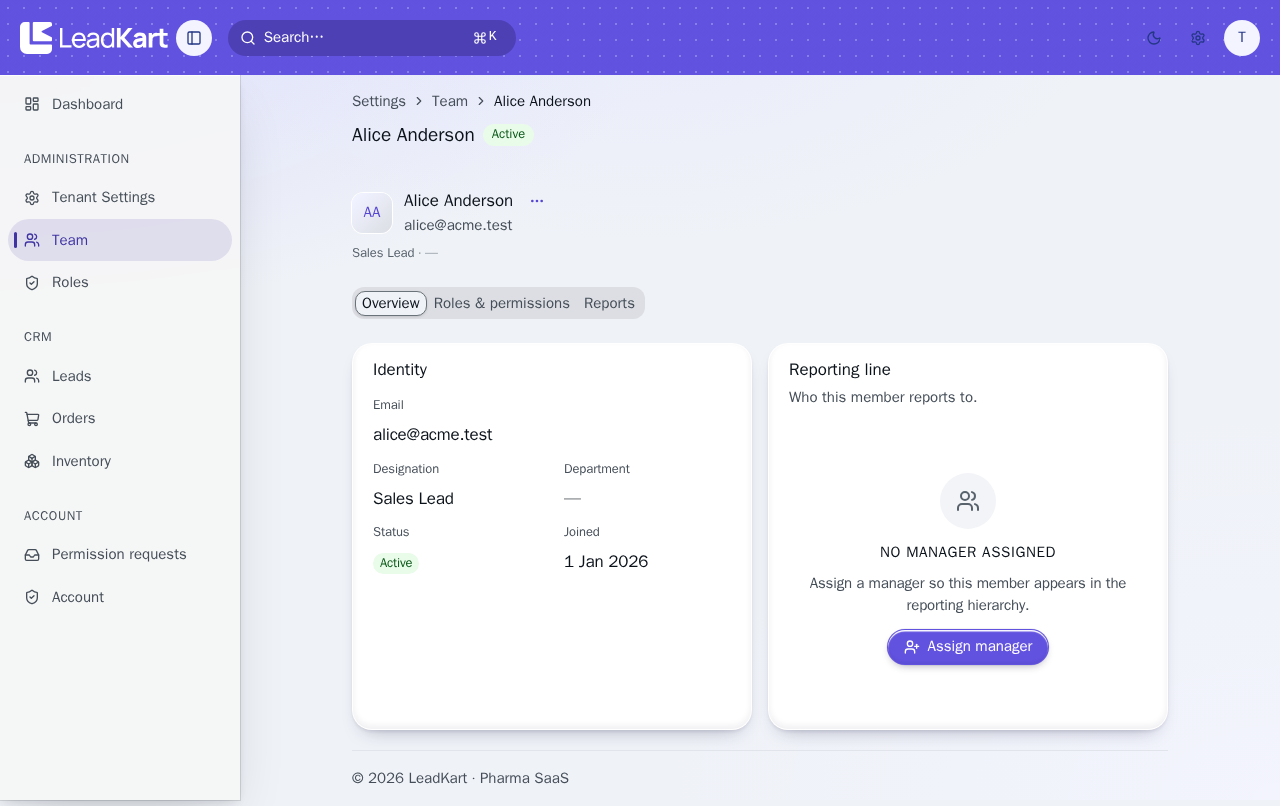 LeadKart
Search… ⌘K
T
Dashboard
ADMINISTRATION
Tenant Settings
Team
Roles
CRM
Leads
Orders
Inventory
ACCOUNT
Permission requests
Account
Settings > Team > Alice Anderson
Alice Anderson Active
AA
Alice Anderson
alice@acme.test
Sales Lead · —
Overview Roles & permissions Reports
Identity
Email
alice@acme.test
Designation Department
Sales Lead —
Status Joined
Active 1 Jan 2026
Reporting line
Who this member reports to.
NO MANAGER ASSIGNED
Assign a manager so this member appears in the
reporting hierarchy.
Assign manager
© 2026 LeadKart · Pharma SaaS